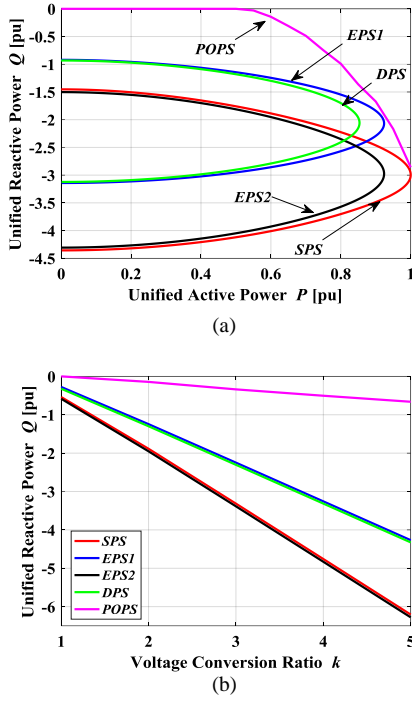 Unified Reactive Power Q [pu]
0
-0.5
-1
-1.5
-2
-2.5
-3
-3.5
-4
-4.5
POPS
EPS1
DPS
EPS2
SPS
0 0.2 0.4 0.6 0.8 1
Unified Active Power P [pu]
(a)
Unified Reactive Power Q [pu]
0
-1
-2
-3
-4
-5
-6
SPS
EPS1
EPS2
DPS
POPS
1 2 3 4 5
Voltage Conversion Ratio k
(b)